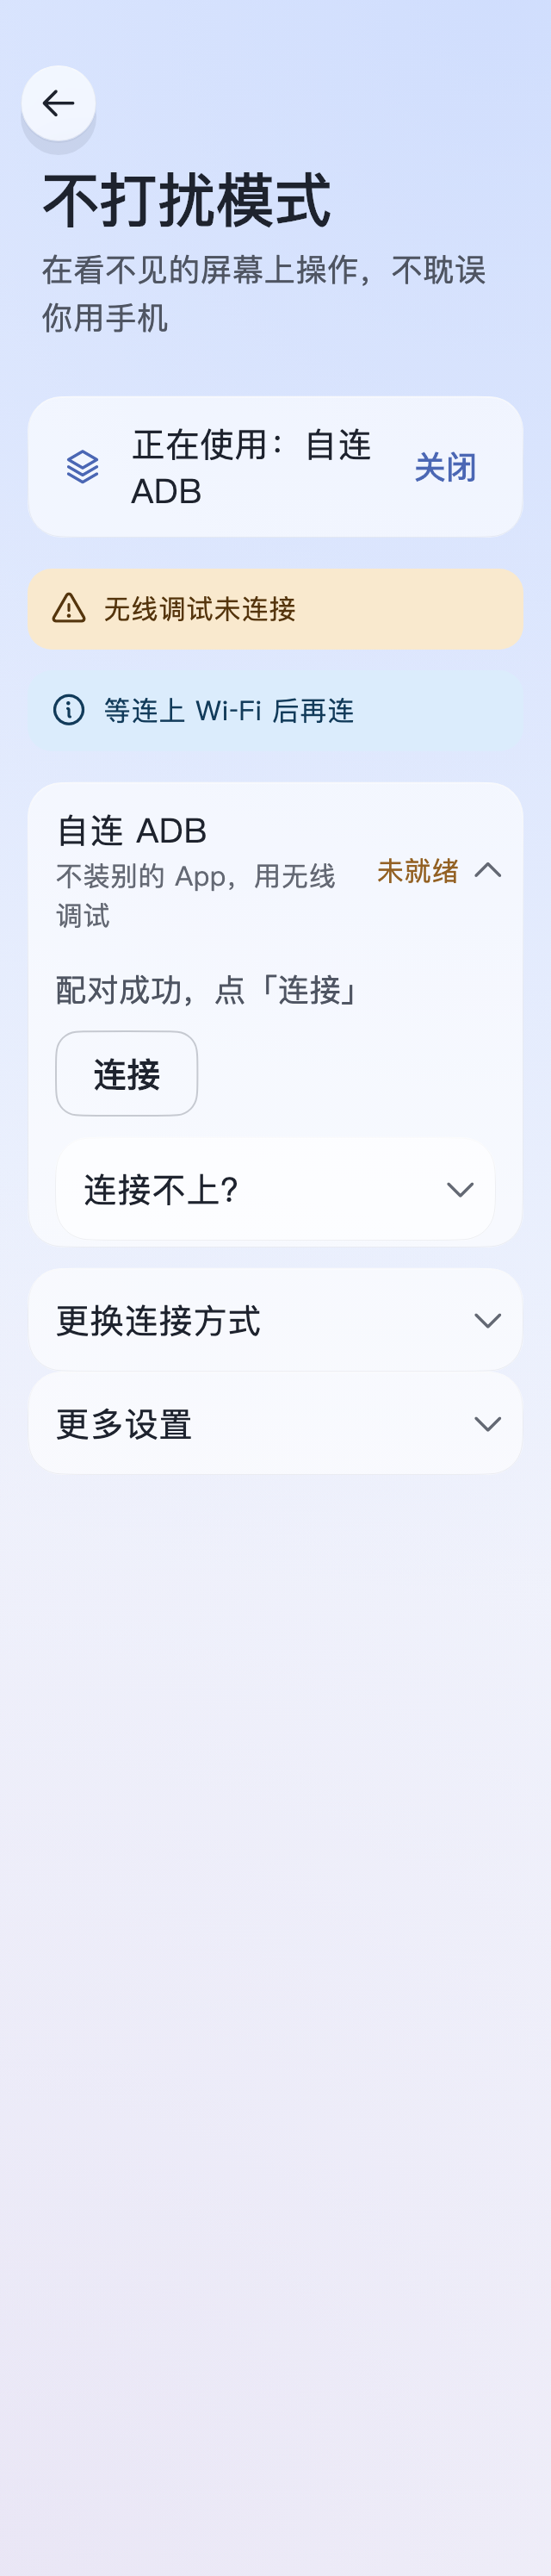 不打扰模式
在看不见的屏幕上操作，不耽误
你用手机
正在使用：自连
ADB
关闭
无线调试未连接
等连上 Wi-Fi 后再连
自连 ADB
不装别的 App，用无线
调试
未就绪
配对成功，点「连接」
连接
连接不上?
更换连接方式
更多设置